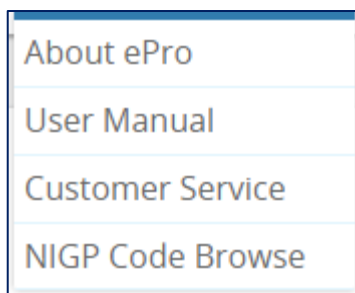 About ePro
User Manual
Customer Service
NIGP Code Browse